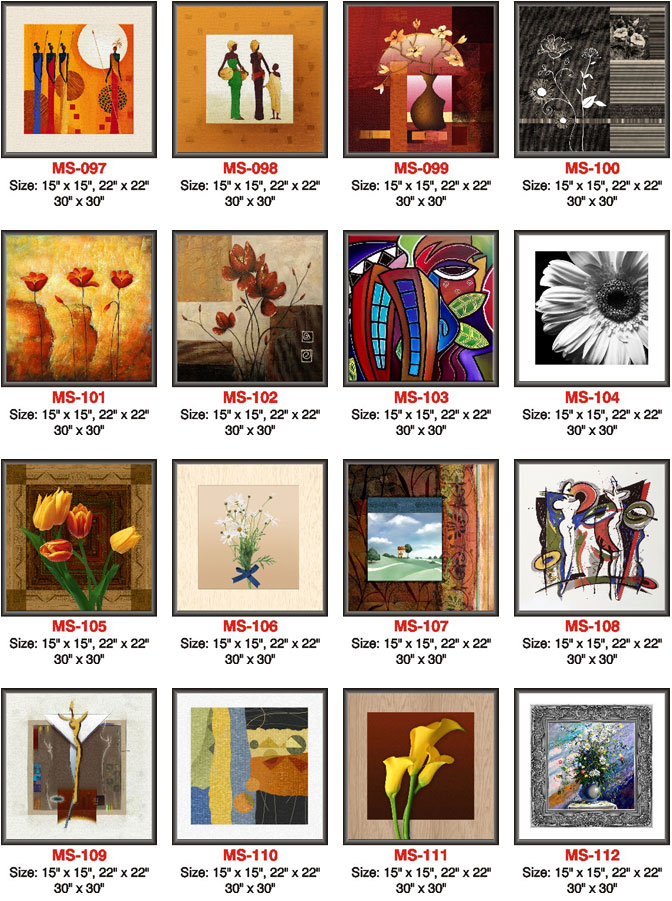 MS-097
Size: 15" x 15", 22" x 22"
30" x 30"
MS-098
Size: 15" x 15", 22" x 22"
30" x 30"
MS-099
Size: 15" x 15", 22" x 22"
30" x 30"
MS-100
Size: 15" x 15", 22" x 22"
30" x 30"
MS-101
Size: 15" x 15", 22" x 22"
30" x 30"
MS-102
Size: 15" x 15", 22" x 22"
30" x 30"
MS-103
Size: 15" x 15", 22" x 22"
30" x 30"
MS-104
Size: 15" x 15", 22" x 22"
30" x 30"
MS-105
Size: 15" x 15", 22" x 22"
30" x 30"
MS-106
Size: 15" x 15", 22" x 22"
30" x 30"
MS-107
Size: 15" x 15", 22" x 22"
30" x 30"
MS-108
Size: 15" x 15", 22" x 22"
30" x 30"
MS-109
Size: 15" x 15", 22" x 22"
30" x 30"
MS-110
Size: 15" x 15", 22" x 22"
30" x 30"
MS-111
Size: 15" x 15", 22" x 22"
30" x 30"
MS-112
Size: 15" x 15", 22" x 22"
30" x 30"